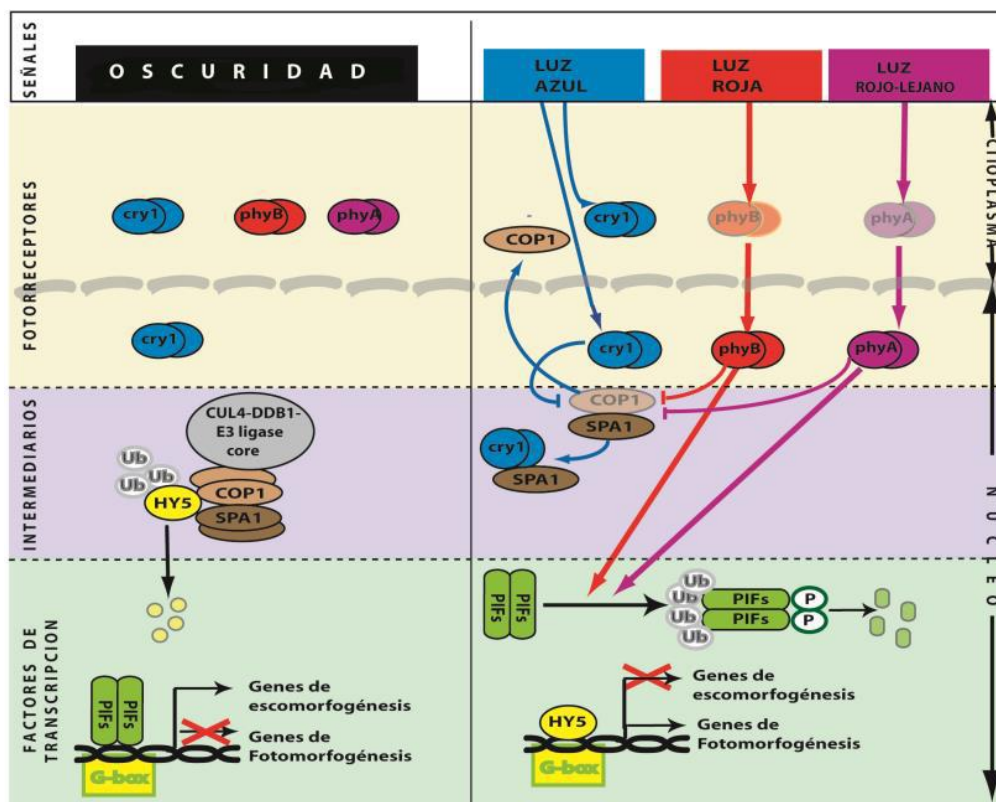 SEÑALES
OSCURIDAD
LUZ
AZUL
LUZ
ROJA
LUZ
ROJO-LEJANO
FOTORRECEPTORES
cry1
phyB
phyA
cry1
COP1
cry1
phyB
phyA
CITOPLASMA
cry1
phyB
phyA
INTERMEDIARIOS
CUL4-DDB1-
E3 ligase
core
Ub
Ub
Ub
HY5
COP1
SPA1
COP1
SPA1
cry1
SPA1
NUCLEO
FACTORES DE
TRANSCRIPCION
PIFs
PIFs
Genes de
escomorfogénesis
Genes de
Fotomorfogénesis
G-box
PIFs
PIFs
Ub
Ub
Ub
Ub
PIFs
PIFs
P
P
HY5
Genes de
escomorfogénesis
Genes de
Fotomorfogénesis
G-box